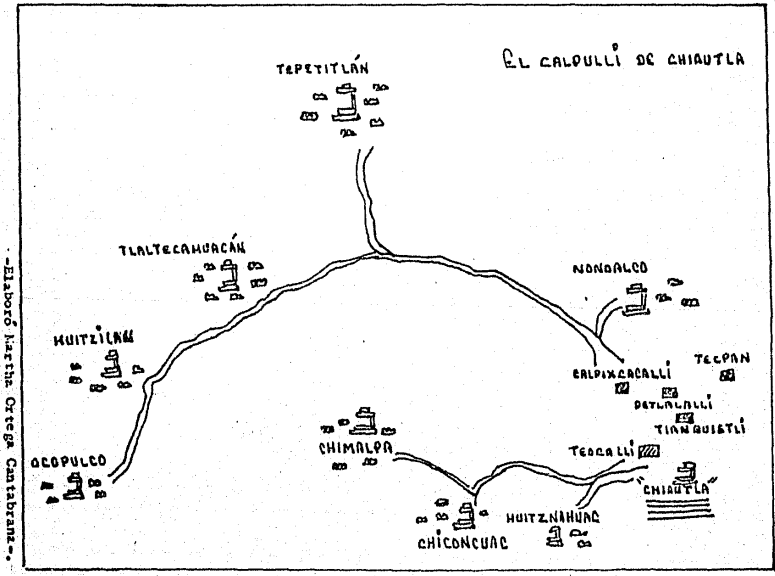 EL CALPULLI DE CHIAUTLA
TEPETITLÁN
TLALTECAHUACÁN
NONOALCO
HUITZILAN
CALPIXCACALLI
TECPAN
PETLACALLI
TIANQUISTLI
CHIMALPA
TEOCALLI
OCOPULCO
"CHIAUTLA"
HUITZNAHUAC
CHICONCUAC
-Elaboró Martha Ortega Cantabrana-.